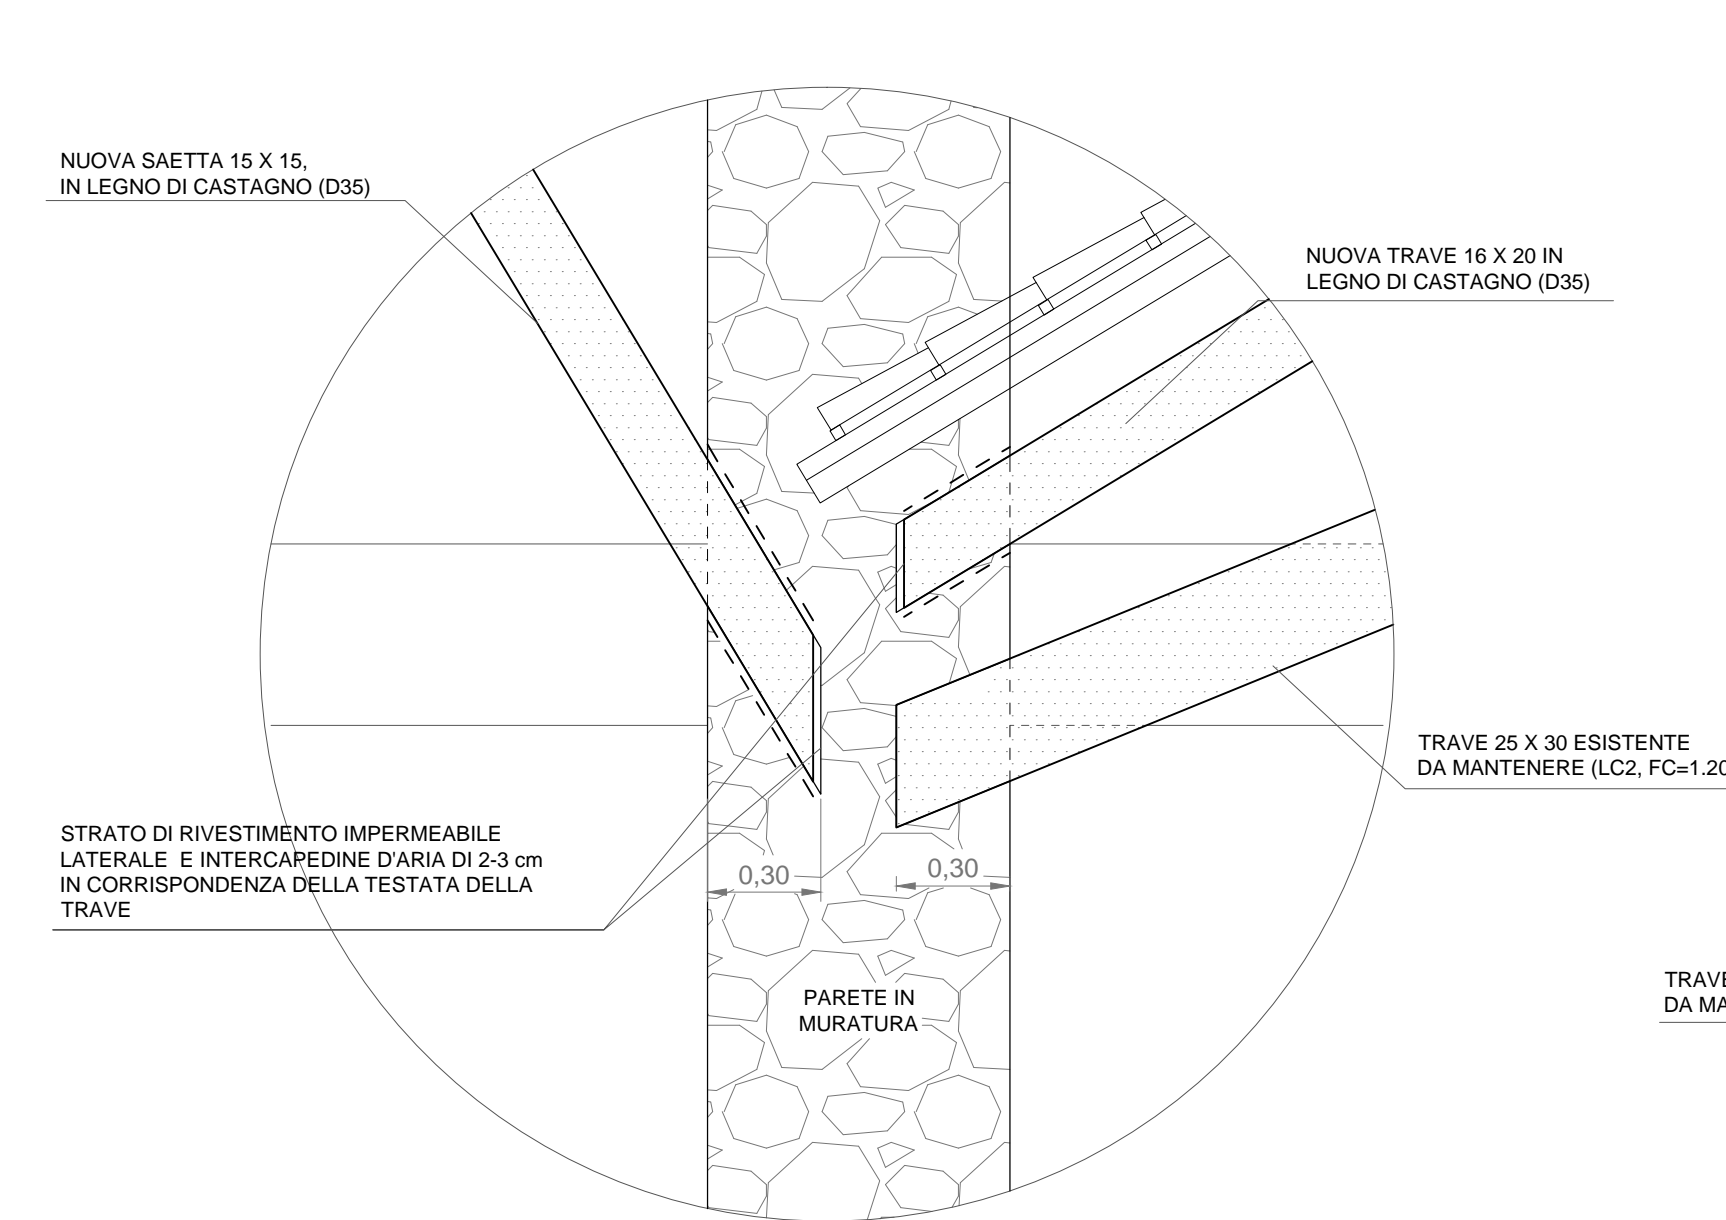 NUOVA SAETTA 15 X 15,
IN LEGNO DI CASTAGNO (D35)
NUOVA TRAVE 16 X 20 IN
LEGNO DI CASTAGNO (D35)
TRAVE 25 X 30 ESISTENTE
DA MANTENERE (LC2, FC=1.20
STRATO DI RIVESTIMENTO IMPERMEABILE
LATERALE E INTERCAPEDINE D'ARIA DI 2-3 cm
IN CORRISPONDENZA DELLA TESTATA DELLA
TRAVE
0,30
0,30
PARETE IN
MURATURA
TRAVE
DA MA